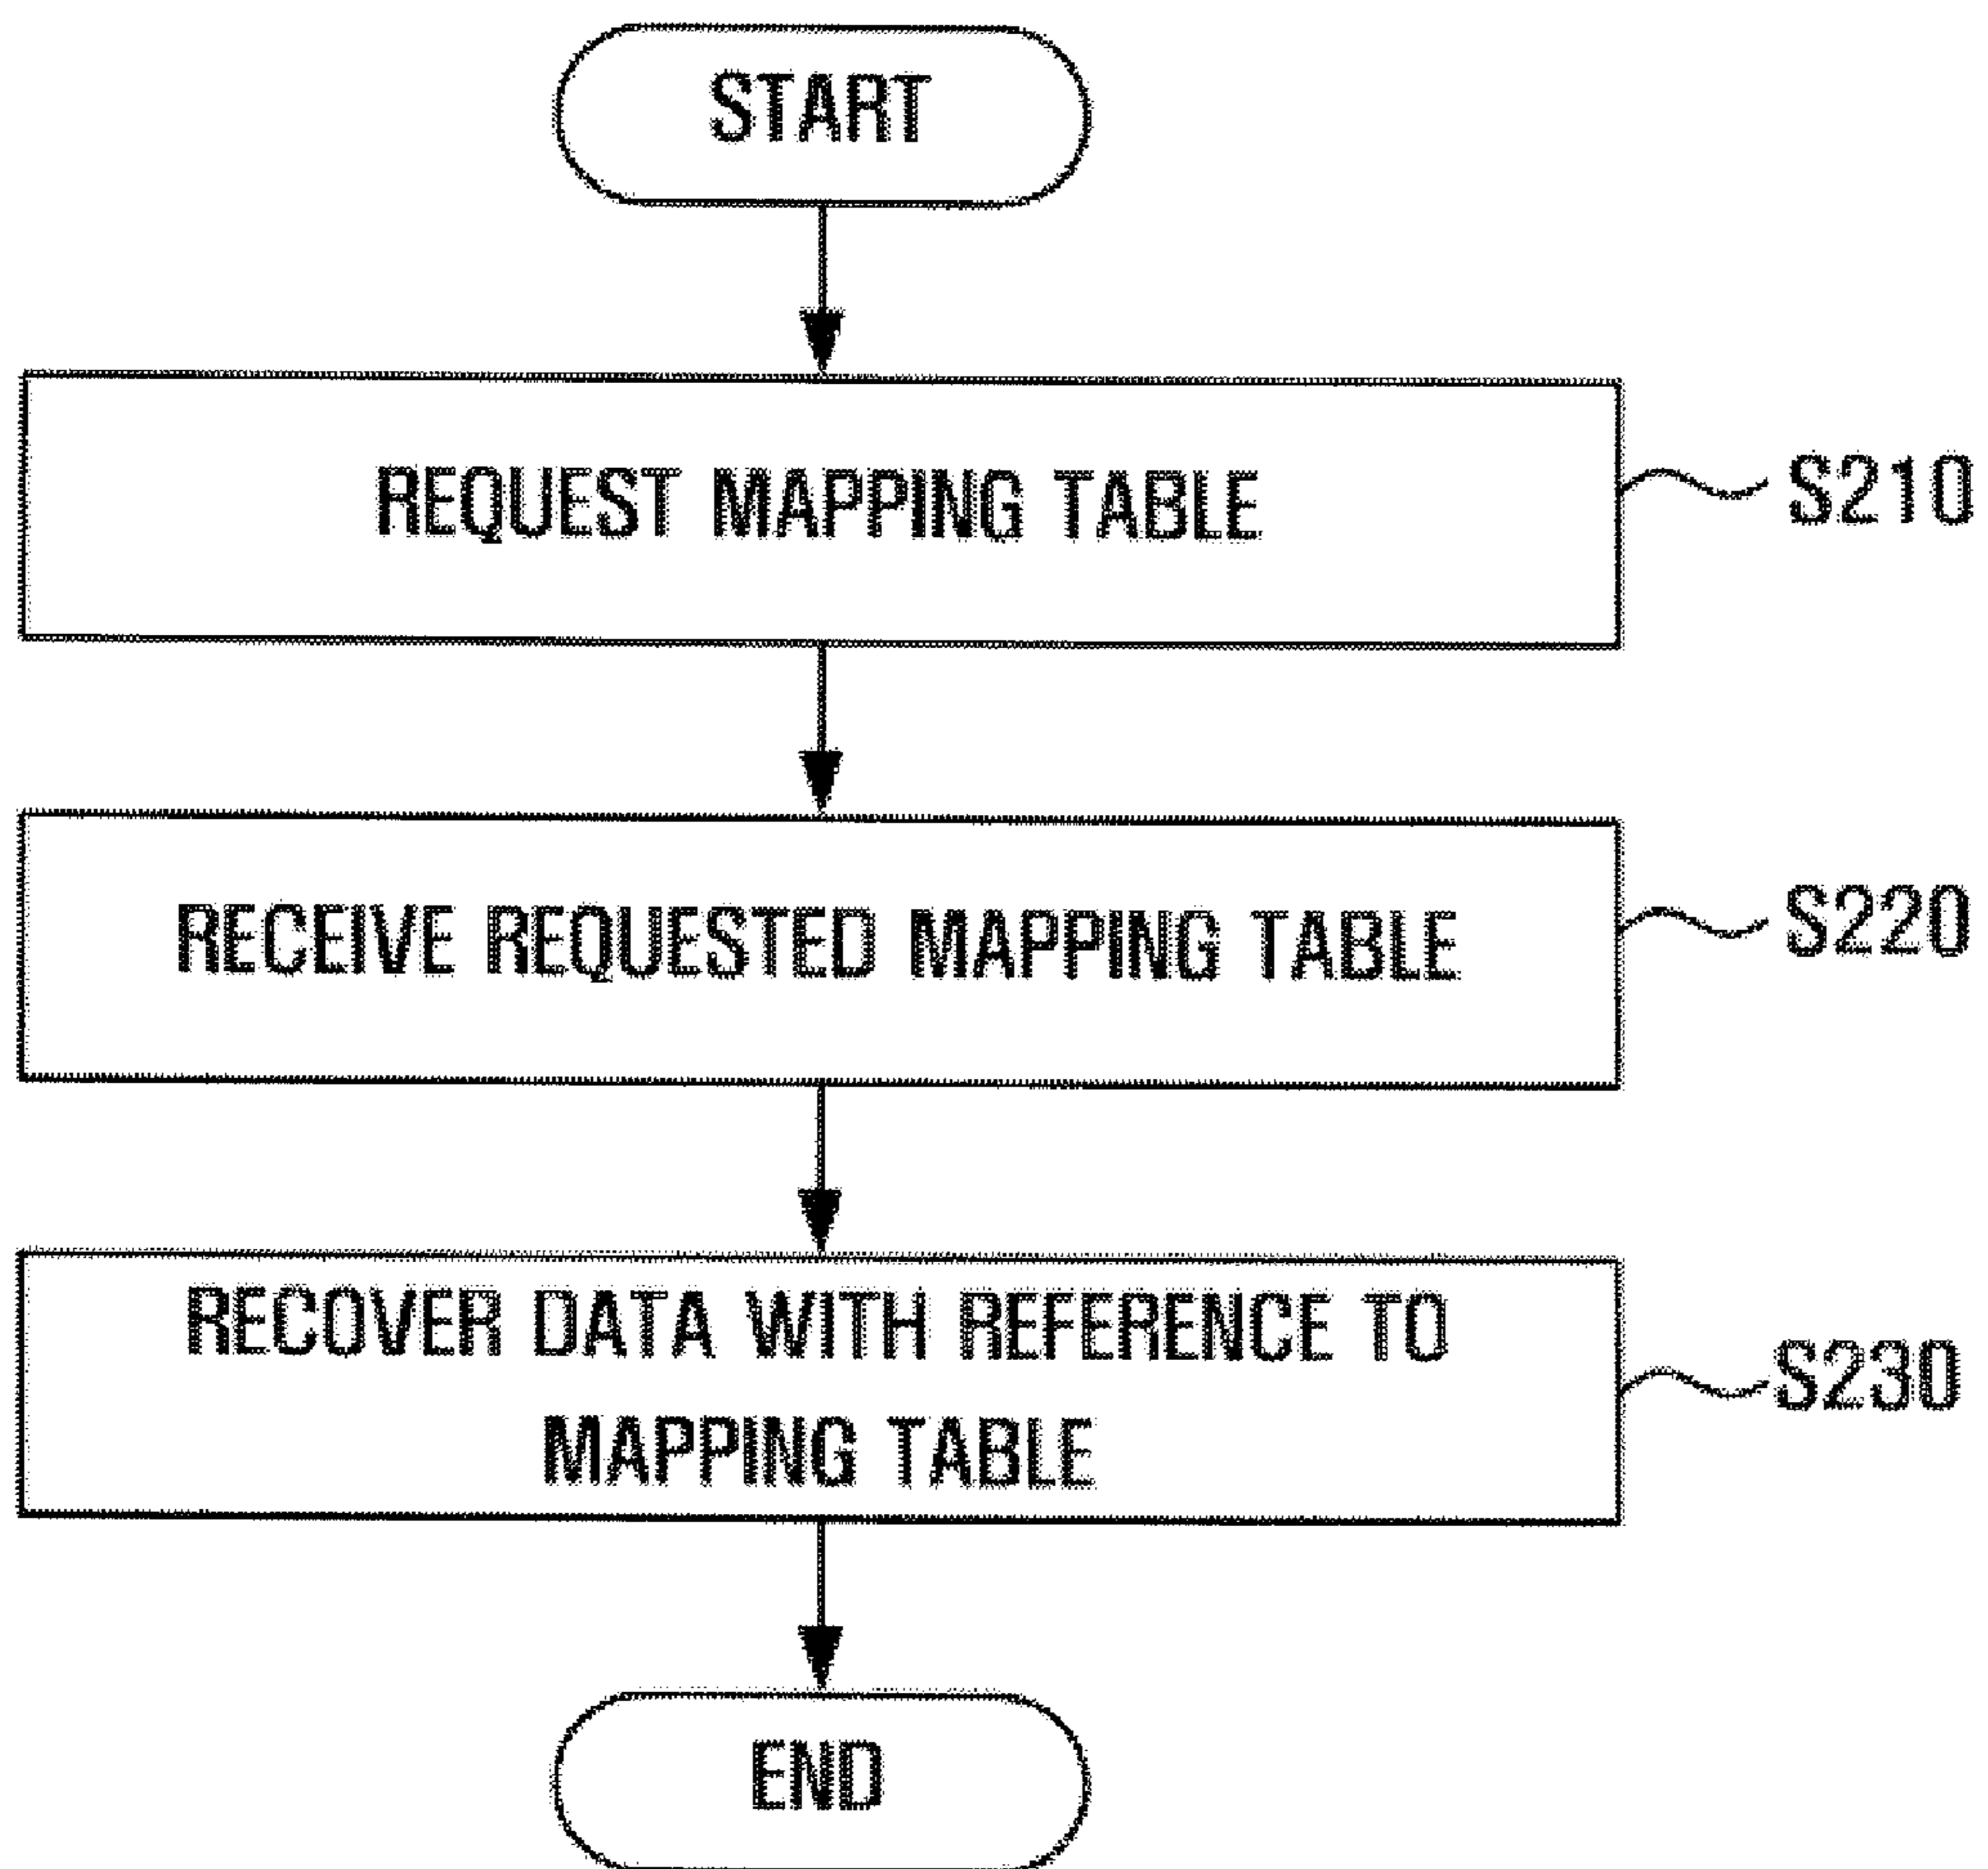 START
REQUEST MAPPING TABLE
S210
RECEIVE REQUESTED MAPPING TABLE
S220
RECOVER DATA WITH REFERENCE TO
MAPPING TABLE
S230
END